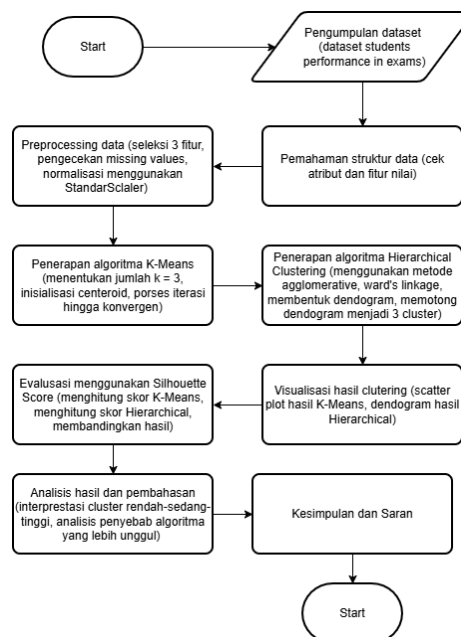 Start
Pengumpulan dataset
(dataset students
performance in exams)
Pemahaman struktur data (cek
atribut dan fitur nilai)
Preprocessing data (seleksi 3 fitur,
pengecekan missing values,
normalisasi menggunakan
StandarSclaler)
Penerapan algoritma K-Means
(menentukan jumlah k = 3,
inisialisasi centeroid, porses iterasi
hingga konvergen)
Penerapan algoritma Hierarchical
Clustering (menggunakan metode
agglomerative, ward's linkage,
membentuk dendogram, memotong
dendogram menjadi 3 cluster)
Visualisasi hasil clutering (scatter
plot hasil K-Means, dendogram hasil
Hierarchical)
Evalusasi menggunakan Silhouette
Score (menghitung skor K-Means,
menghitung skor Hierarchical,
membandingkan hasil)
Analisis hasil dan pembahasan
(interpretasi cluster rendah-sedang-
tinggi, analisis penyebab algoritma
yang lebih unggul)
Kesimpulan dan Saran
Start